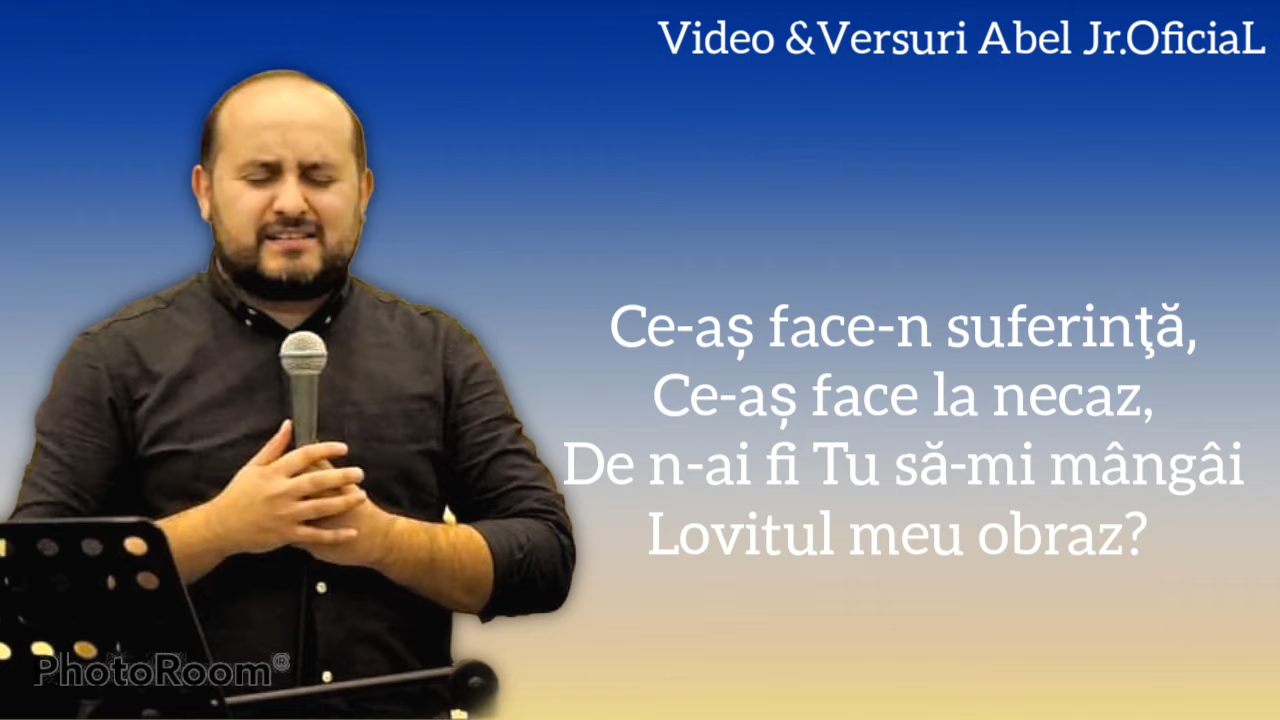 Video &Versuri Abel Jr.OficiaL
Ce-aș face-n suferinţă,
Ce-aș face la necaz,
De n-ai fi Tu să-mi mângâi
Lovitul meu obraz?
PhotoRoom®